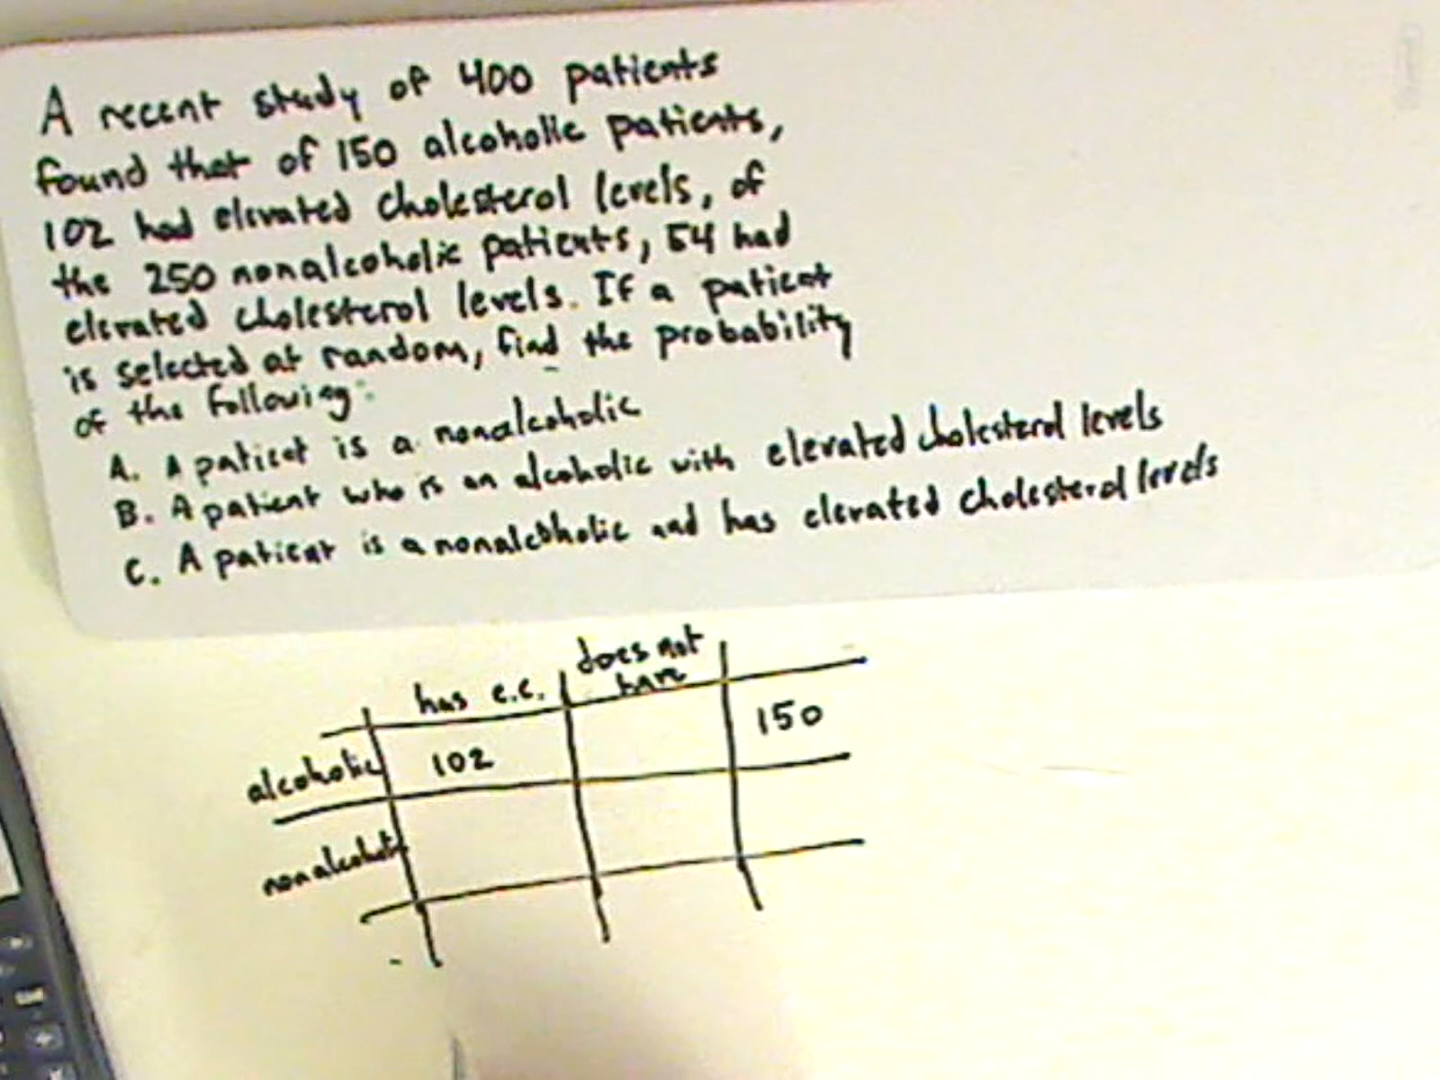 A recent study of 400 patients
found that of 150 alcoholic patients,
102 had elevated cholesterol levels, of
the 250 nonalcoholic patients, 54 had
elevated cholesterol levels. If a patient
is selected at random, find the probability
of the following:
A. A patient is a nonalcoholic
B. A patient who is an alcoholic with elevated cholesterol levels
C. A patient is a nonalcoholic and has elevated cholesterol levels
has e.c. does not
have
alcoholic 102 150
nonalcoholic